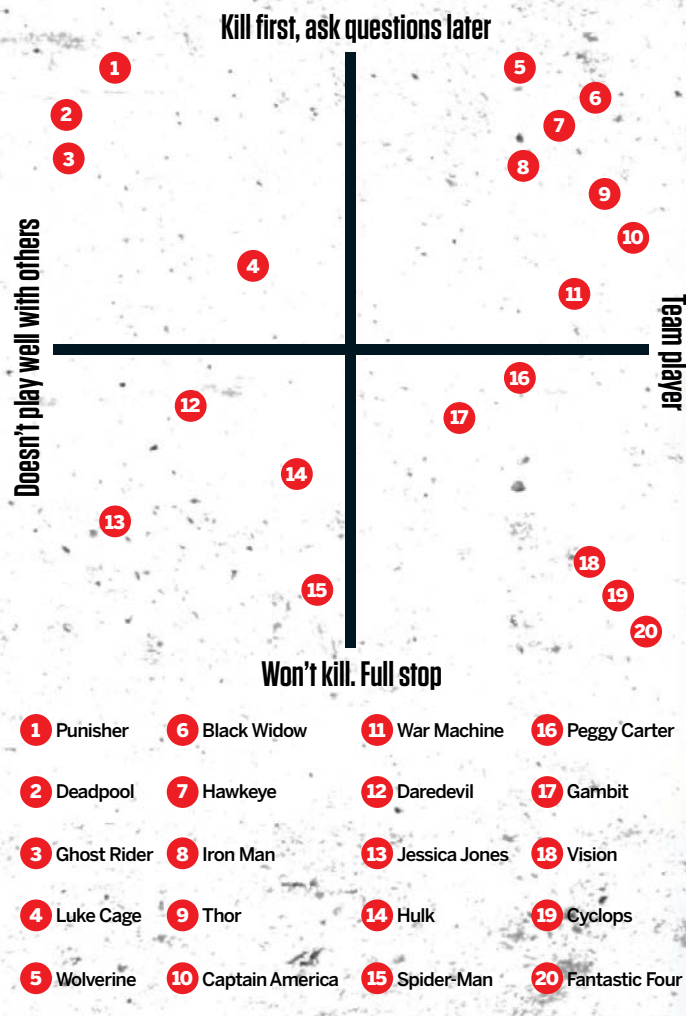 Kill first, ask questions later
1
5
6
2
7
3
8
9
10
4
11
Doesn't play well with others
Team player
16
12
17
14
13
18
15
19
20
Won't kill. Full stop
1 Punisher
6 Black Widow
11 War Machine
16 Peggy Carter
2 Deadpool
7 Hawkeye
12 Daredevil
17 Gambit
3 Ghost Rider
8 Iron Man
13 Jessica Jones
18 Vision
4 Luke Cage
9 Thor
14 Hulk
19 Cyclops
5 Wolverine
10 Captain America
15 Spider-Man
20 Fantastic Four